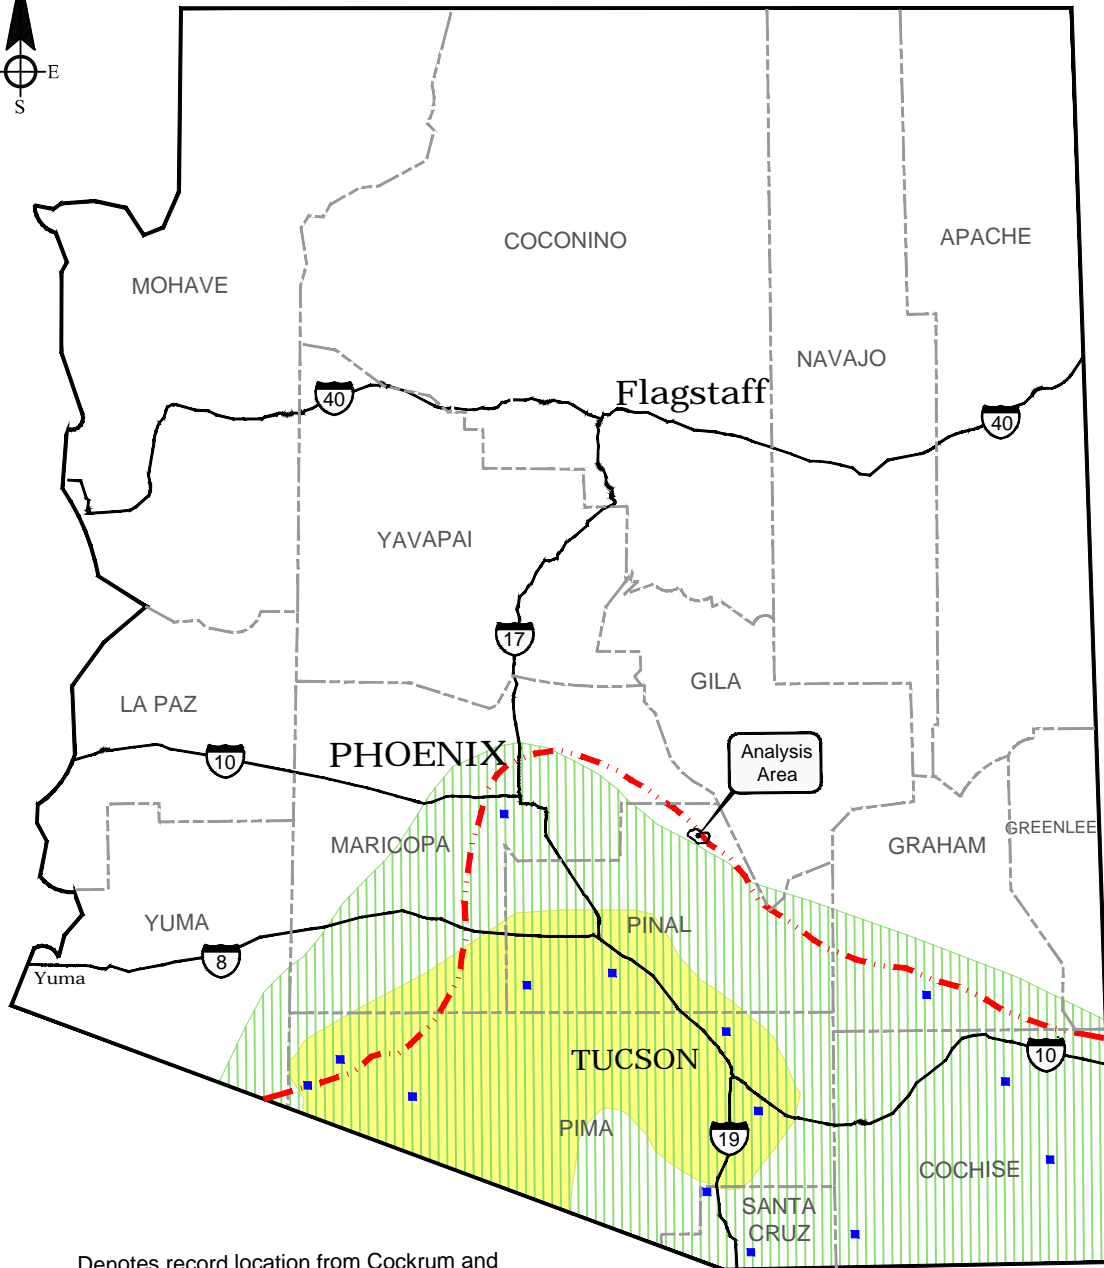 E
S
COCONINO
APACHE
MOHAVE
NAVAJO
Flagstaff
40
40
YAVAPAI
17
GILA
LA PAZ
PHOENIX
Analysis
Area
10
GREENLEE
MARICOPA
GRAHAM
YUMA
PINAL
8
Yuma
10
TUCSON
PIMA
19
COCHISE
SANTA
CRUZ
Denotes record location from Cockrum and